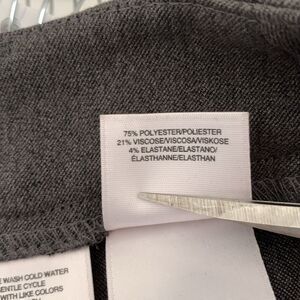 75% POLYESTER/POLIESTER
21% VISCOSE/VISCOSA/VISKOSE
4% ELASTANE/ELASTANO/
ÉLASTHANNE/ELASTHAN
WASH COLD WATER
GENTLE CYCLE
WITH LIKE COLORS